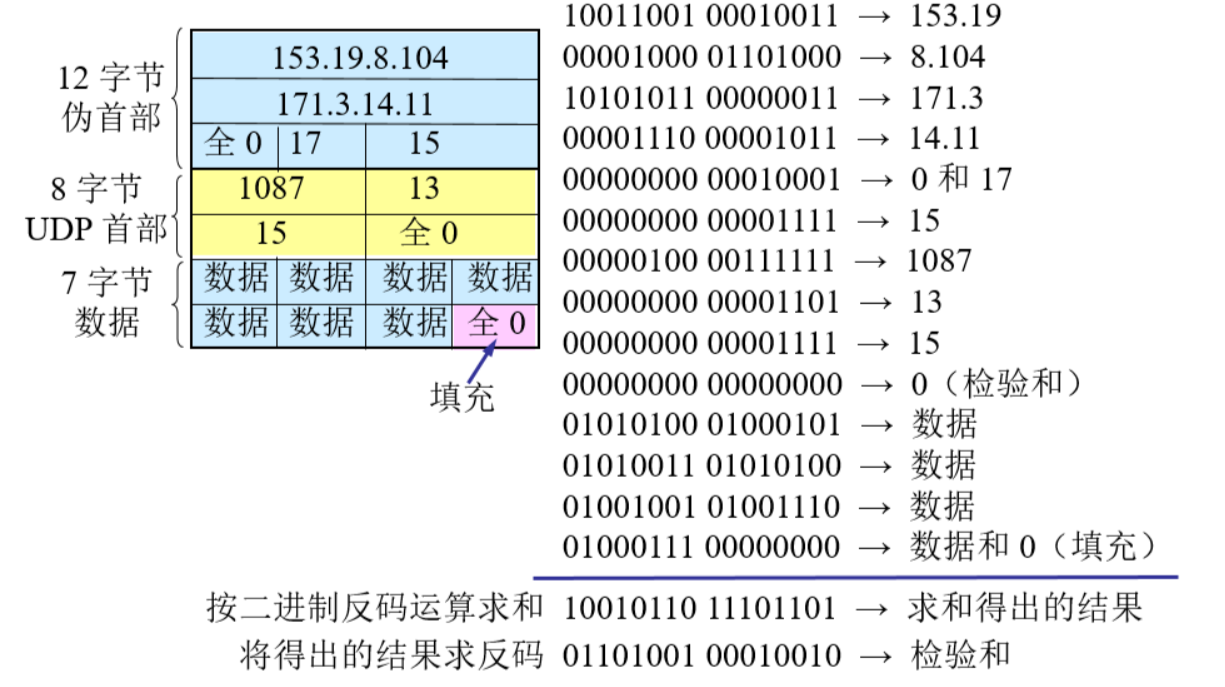 12 字节
伪首部
153.19.8.104
171.3.14.11
全 0 17 15
8 字节
UDP 首部
1087 13
15 全 0
7 字节
数据
数据 数据 数据 数据
数据 数据 数据 全 0
填充
10011001 00010011 → 153.19
00001000 01101000 → 8.104
10101011 00000011 → 171.3
00001110 00001011 → 14.11
00000000 00010001 → 0 和 17
00000000 00001111 → 15
00000100 00111111 → 1087
00000000 00001101 → 13
00000000 00001111 → 15
00000000 00000000 → 0（检验和）
01010100 01000101 → 数据
01010011 01010100 → 数据
01001001 01001110 → 数据
01000111 00000000 → 数据和 0（填充）
按二进制反码运算求和 10010110 11101101 → 求和得出的结果
将得出的结果求反码 01101001 00010010 → 检验和